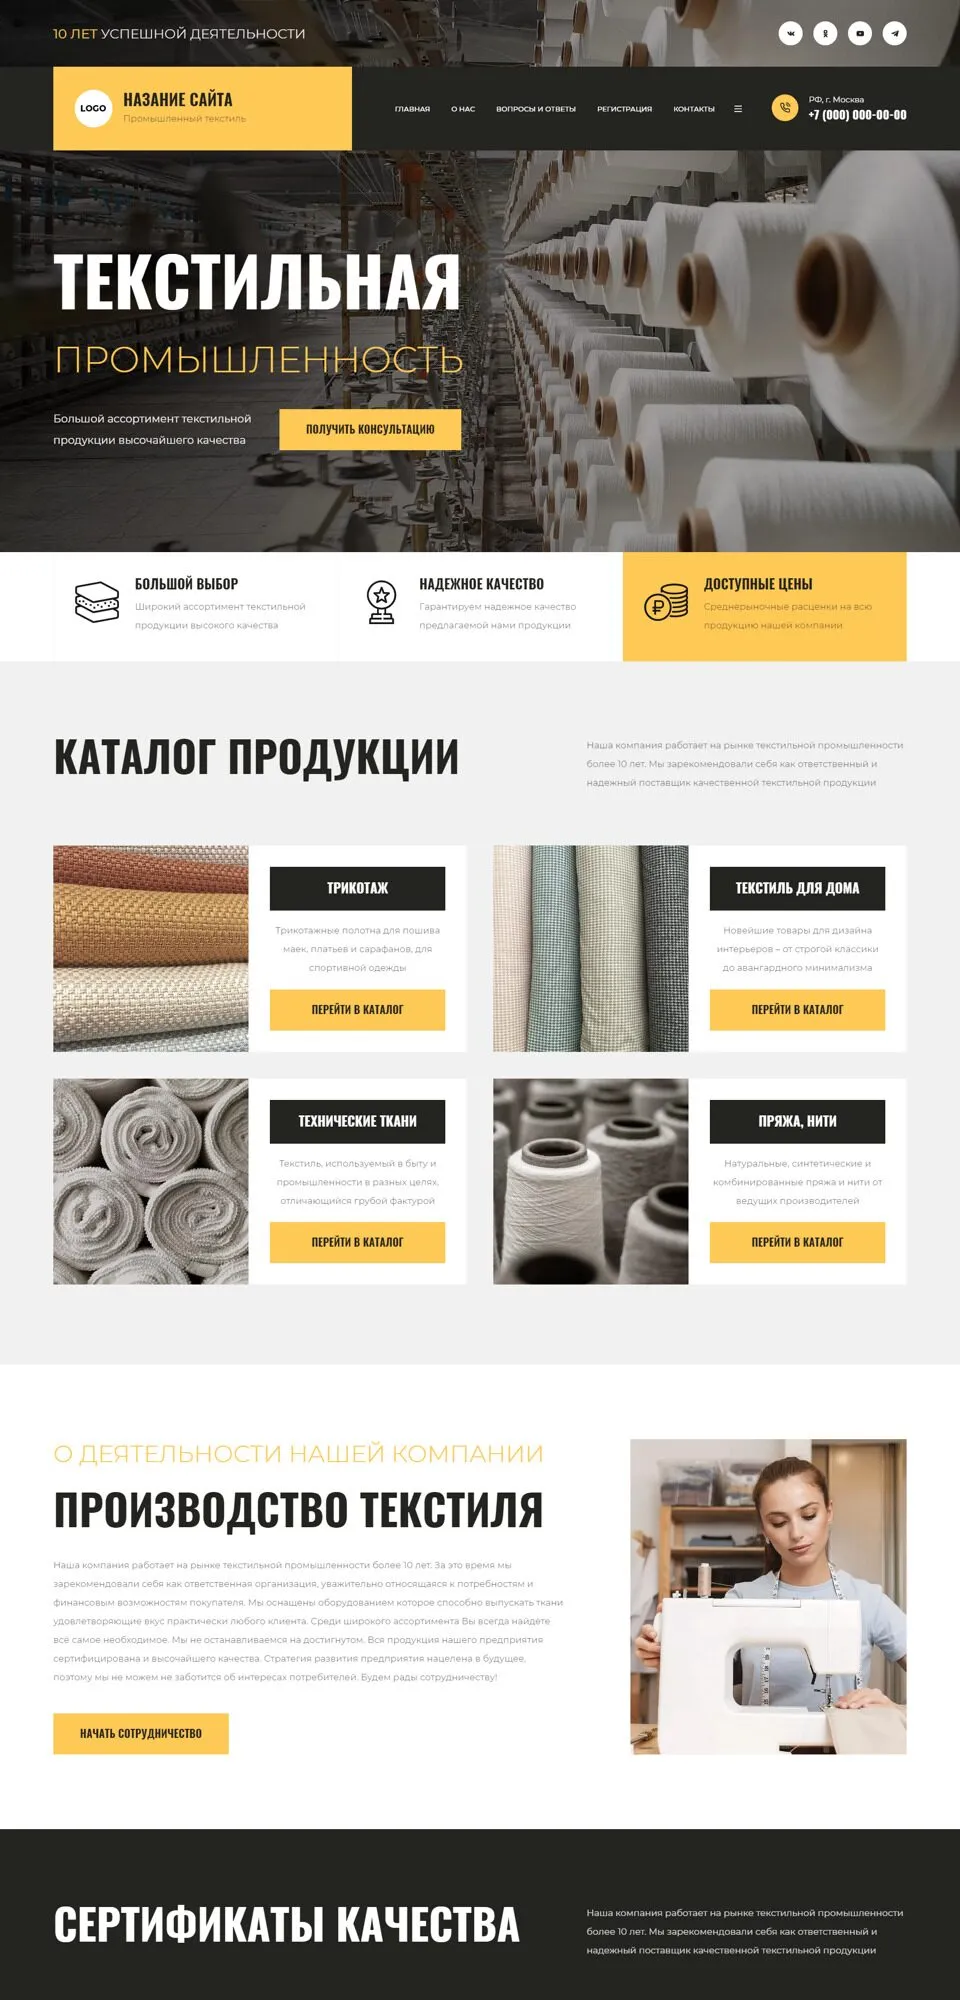 10 ЛЕТ УСПЕШНОЙ ДЕЯТЕЛЬНОСТИ
LOGO
НАЗАНИЕ САЙТА
Промышленный текстиль
ГЛАВНАЯ О НАС ВОПРОСЫ И ОТВЕТЫ РЕГИСТРАЦИЯ КОНТАКТЫ
РФ, г. Москва
+7 (000) 000-00-00
ТЕКСТИЛЬНАЯ
ПРОМЫШЛЕННОСТЬ
Большой ассортимент текстильной
продукции высочайшего качества
ПОЛУЧИТЬ КОНСУЛЬТАЦИЮ
БОЛЬШОЙ ВЫБОР
Широкий ассортимент текстильной
продукции высокого качества
НАДЕЖНОЕ КАЧЕСТВО
Гарантируем надежное качество
предлагаемой нами продукции
ДОСТУПНЫЕ ЦЕНЫ
Среднерыночные расценки на всю
продукцию нашей компании
КАТАЛОГ ПРОДУКЦИИ
Наша компания работает на рынке текстильной промышленности
более 10 лет. Мы зарекомендовали себя как ответственный и
надежный поставщик качественной текстильной продукции
ТРИКОТАЖ
Трикотажные полотна для пошива
маек, платьев и сарафанов, для
спортивной одежды
ПЕРЕЙТИ В КАТАЛОГ
ТЕКСТИЛЬ ДЛЯ ДОМА
Новейшие товары для дизайна
интерьеров – от строгой классики
до авангардного минимализма
ПЕРЕЙТИ В КАТАЛОГ
ТЕХНИЧЕСКИЕ ТКАНИ
Текстиль, используемый в быту и
промышленности в разных целях,
отличающийся грубой фактурой
ПЕРЕЙТИ В КАТАЛОГ
ПРЯЖА, НИТИ
Натуральные, синтетические и
комбинированные пряжа и нити от
ведущих производителей
ПЕРЕЙТИ В КАТАЛОГ
О ДЕЯТЕЛЬНОСТИ НАШЕЙ КОМПАНИИ
ПРОИЗВОДСТВО ТЕКСТИЛЯ
Наша компания работает на рынке текстильной промышленности более 10 лет. За это время мы
зарекомендовали себя как ответственная организация, уважительно относящаяся к потребностям и
финансовым возможностям покупателя. Мы оснащены оборудованием которое способно выпускать ткани
удовлетворяющие вкус практически любого клиента. Среди широкого ассортимента Вы всегда найдёте
всё самое необходимое. Мы не останавливаемся на достигнутом. Вся продукция нашего предприятия
сертифицирована и высочайшего качества. Стратегия развития предприятия нацелена в будущее,
поэтому мы не можем не заботится об интересах потребителей. Будем рады сотрудничеству!
НАЧАТЬ СОТРУДНИЧЕСТВО
СЕРТИФИКАТЫ КАЧЕСТВА
Наша компания работает на рынке текстильной промышленности
более 10 лет. Мы зарекомендовали себя как ответственный и
надежный поставщик качественной текстильной продукции